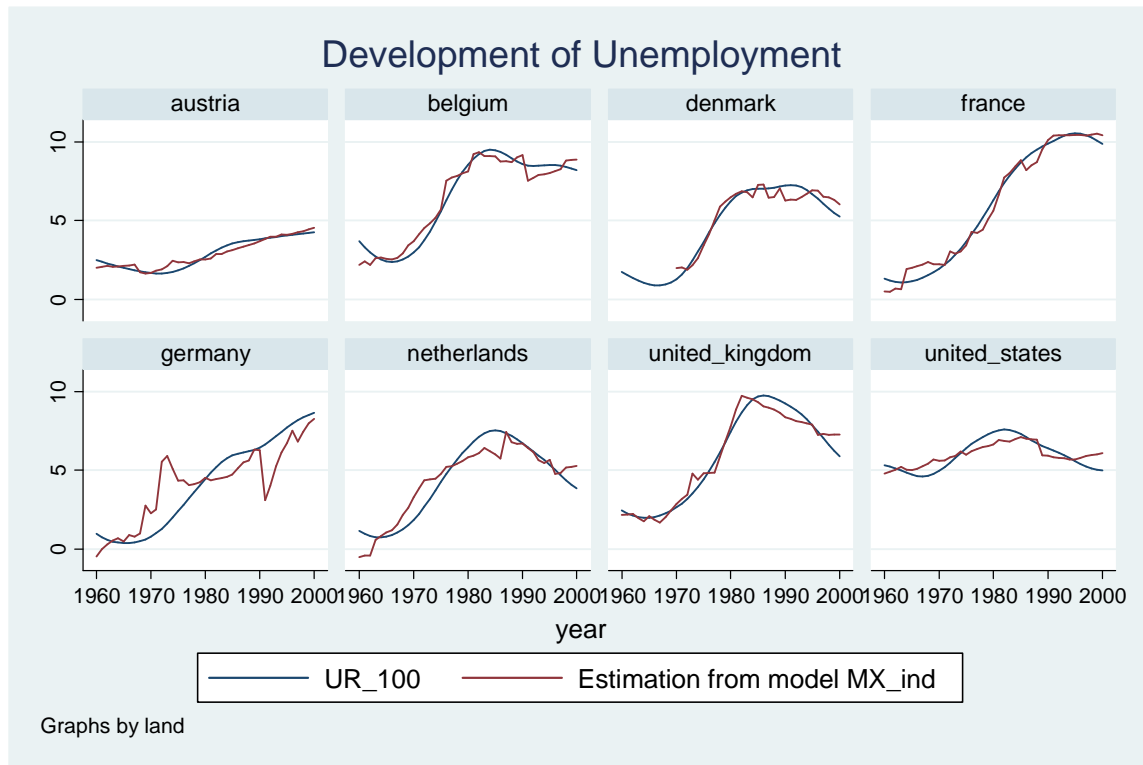 Development of Unemployment
austria belgium denmark france
10
5
0
germany netherlands united_kingdom united_states
10
5
0
1960 1970 1980 1990 2000 1960 1970 1980 1990 2000 1960 1970 1980 1990 2000 1960 1970 1980 1990 2000
year
UR_100 Estimation from model MX_ind
Graphs by land